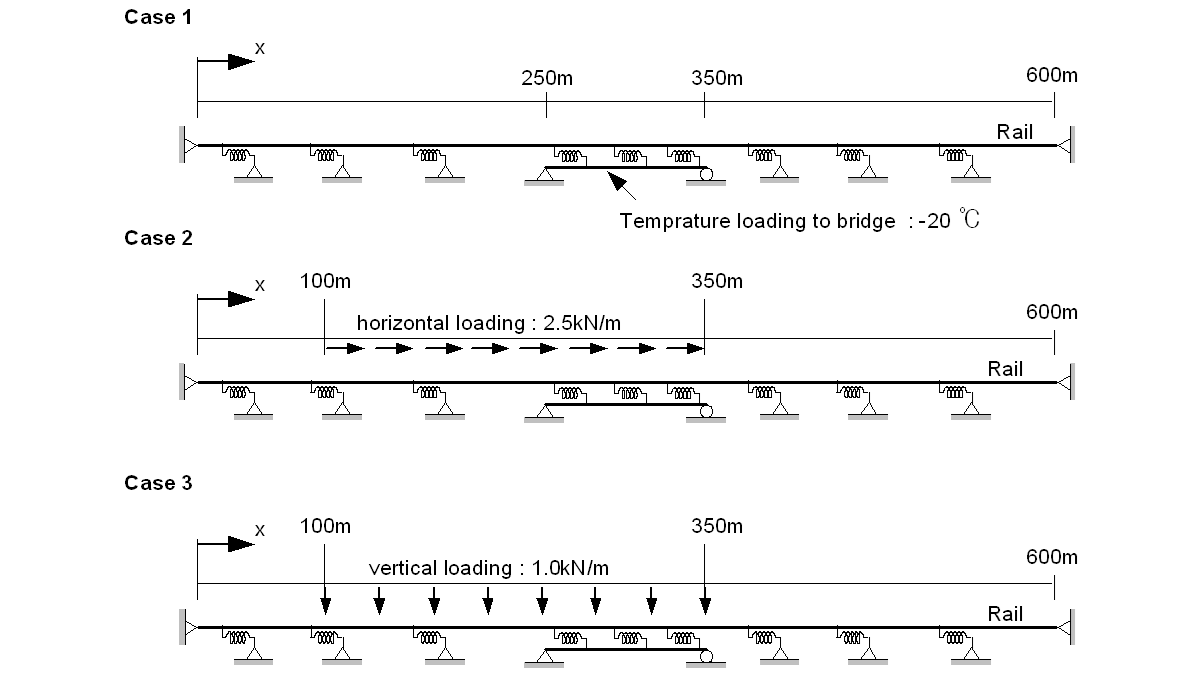 Case 1
x
250m 350m 600m
Rail
Temprature loading to bridge : -20 ℃
Case 2
x
100m 350m
600m
horizontal loading : 2.5kN/m
Rail
Case 3
x
100m 350m
600m
vertical loading : 1.0kN/m
Rail